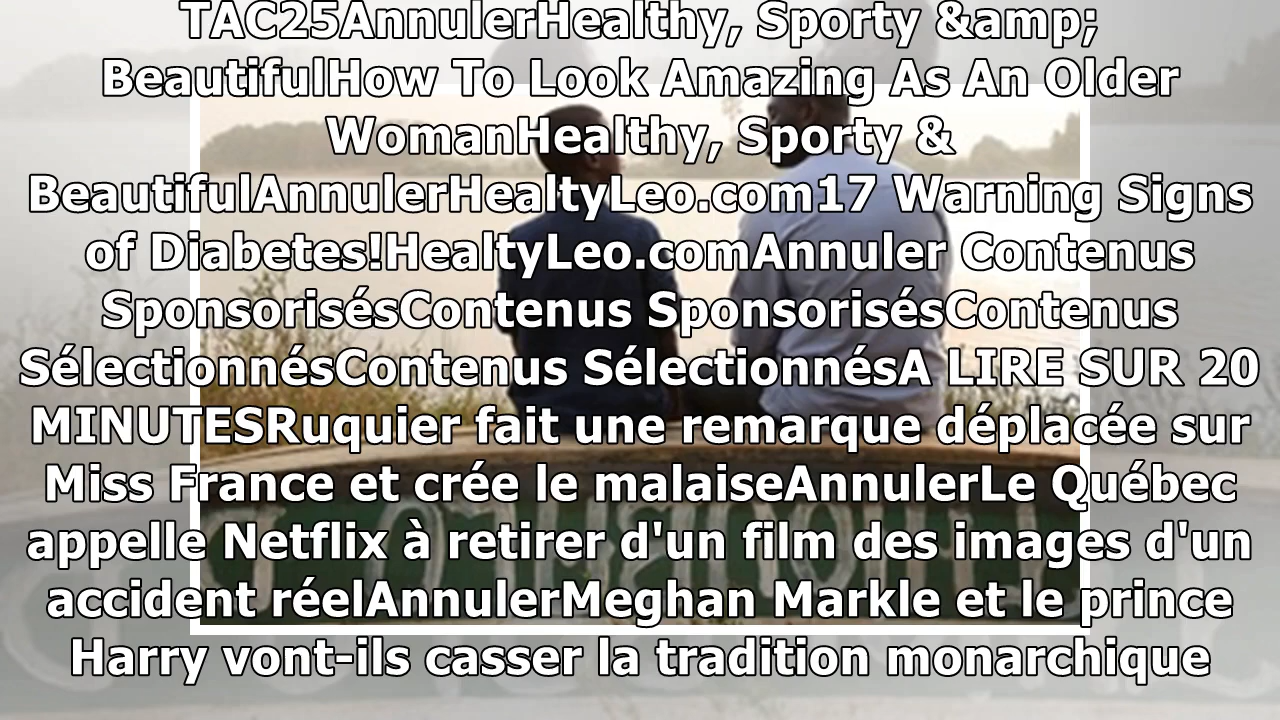 TAC25AnnulerHealthy, Sporty &amp;
BeautifulHow To Look Amazing As An Older
WomanHealthy, Sporty &
BeautifulAnnulerHealtyLeo.com17 Warning Signs
of Diabetes!HealtyLeo.comAnnuler Contenus
SponsorisésContenus SponsorisésContenus
SélectionnésContenus SélectionnésA LIRE SUR 20
MINUTESRuquier fait une remarque déplacée sur
Miss France et crée le malaiseAnnulerLe Québec
appelle Netflix à retirer d'un film des images d'un
accident réelAnnulerMeghan Markle et le prince
Harry vont-ils casser la tradition monarchique